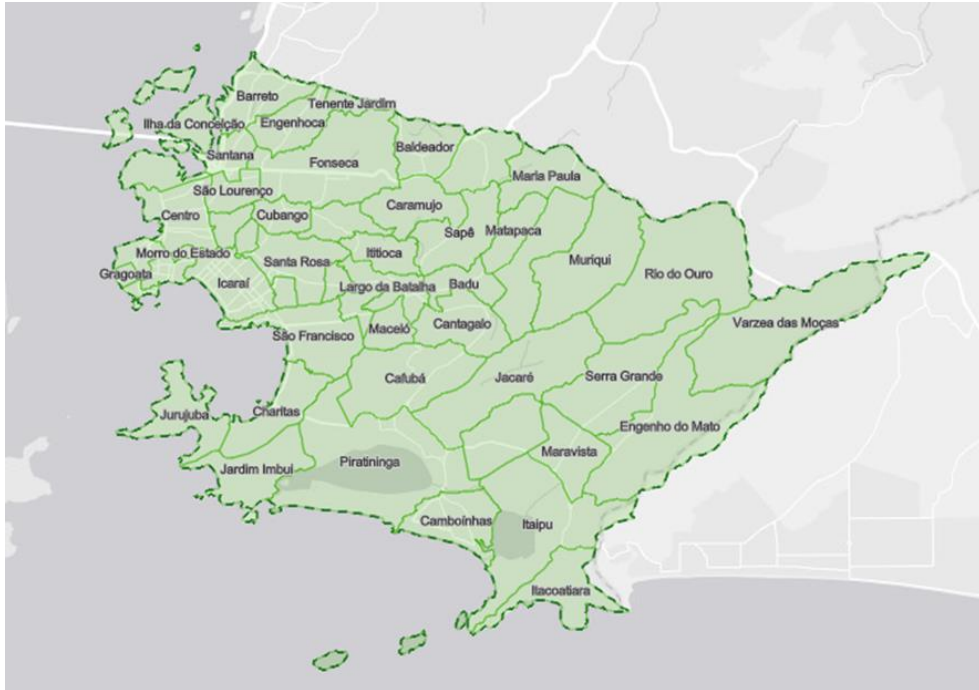 Barreto
Tenente Jardim
Ilha da Conceição
Engenhoca
Baldeador
Santana
Fonseca
Maria Paula
São Lourenço
Caramujo
Centro
Cubango
Sapê
Matapaca
Morro do Estado
Ititioca
Santa Rosa
Muriqui
Gragoata
Rio do Ouro
Icaraí
Largo da Batalha
Badu
Varzea das Moças
São Francisco
Maceió
Cantagalo
Cafubá
Jacaré
Serra Grande
Jurujuba
Charitas
Engenho do Mato
Maravista
Piratininga
Jardim Imbui
Camboinhas
Itaipu
Itacoatiara